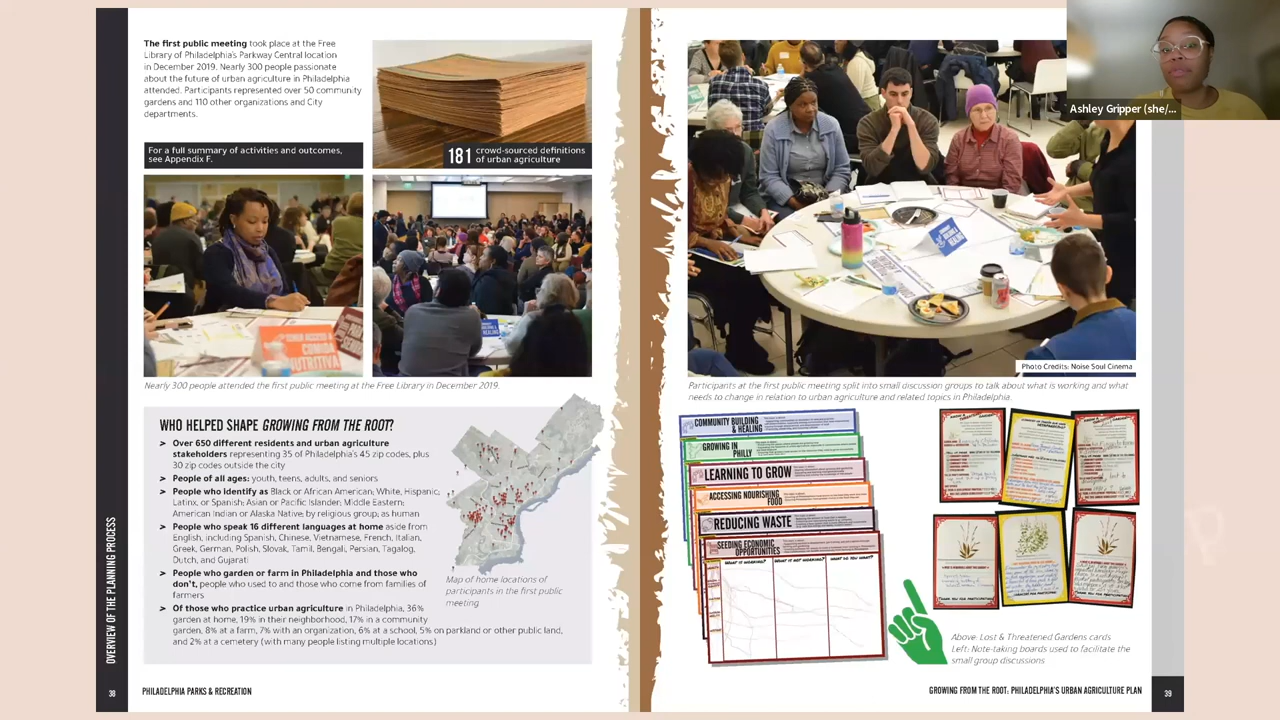 The first public meeting took place at the Free
Library of Philadelphia's Parkway Central location
in December 2019. Nearly 300 people passionate
about the future of urban agriculture in Philadelphia
attended. Participants represented over 50 community
gardens and 110 other organizations and City
departments.
For a full summary of activities and outcomes,
see Appendix F.
181 crowd-sourced definitions
of urban agriculture
Nearly 300 people attended the first public meeting at the Free Library in December 2019.
WHO HELPED SHAPE GROWING FROM THE ROOT?
➤ Over 650 different residents and urban agriculture
stakeholders representing 35 of Philadelphia's 45 zip codes, plus
30 zip codes outside the city
➤ People of all ages: youth, teens, adults, and seniors
➤ People who identify as Black or African American, White, Hispanic,
Latinx, or Spanish; Asian or Pacific Islander; Middle Eastern;
American Indian or Alaska Native; by religious group; as human
➤ People who speak 16 different languages at home aside from
English, including Spanish, Chinese, Vietnamese, French, Italian,
Greek, German, Polish, Slovak, Tamil, Bengali, Persian, Tagalog,
Dutch, and Gujarati
➤ People who garden or farm in Philadelphia and those who
don't, people who used to and those who come from families of
farmers
➤ Of those who practice urban agriculture in Philadelphia, 36%
garden at home, 19% in their neighborhood, 17% in a community
garden, 8% at a farm, 7% with an organization, 6% at a school, 5% on parkland or other public land,
and 2% at a cemetery (with many people listing multiple locations)
Map of home locations of
participants in the first public
meeting
OVERVIEW OF THE PLANNING PROCESS
38
PHILADELPHIA PARKS & RECREATION
Ashley Gripper (she/...
Photo Credits: Noise Soul Cinema
Participants at the first public meeting split into small discussion groups to talk about what is working and what
needs to change in relation to urban agriculture and related topics in Philadelphia.
COMMUNITY BUILDING
& HEALING
GROWING IN
PHILLY
LEARNING TO GROW
ACCESSING NOURISHING
FOOD
REDUCING WASTE
SEEDING ECONOMIC
OPPORTUNITIES
WHAT IS WORKING?
WHAT IS NOT WORKING?
WHAT DO YOU WANT?
Above: Lost & Threatened Gardens cards
Left: Note-taking boards used to facilitate the
small group discussions
GROWING FROM THE ROOT: PHILADELPHIA'S URBAN AGRICULTURE PLAN
39